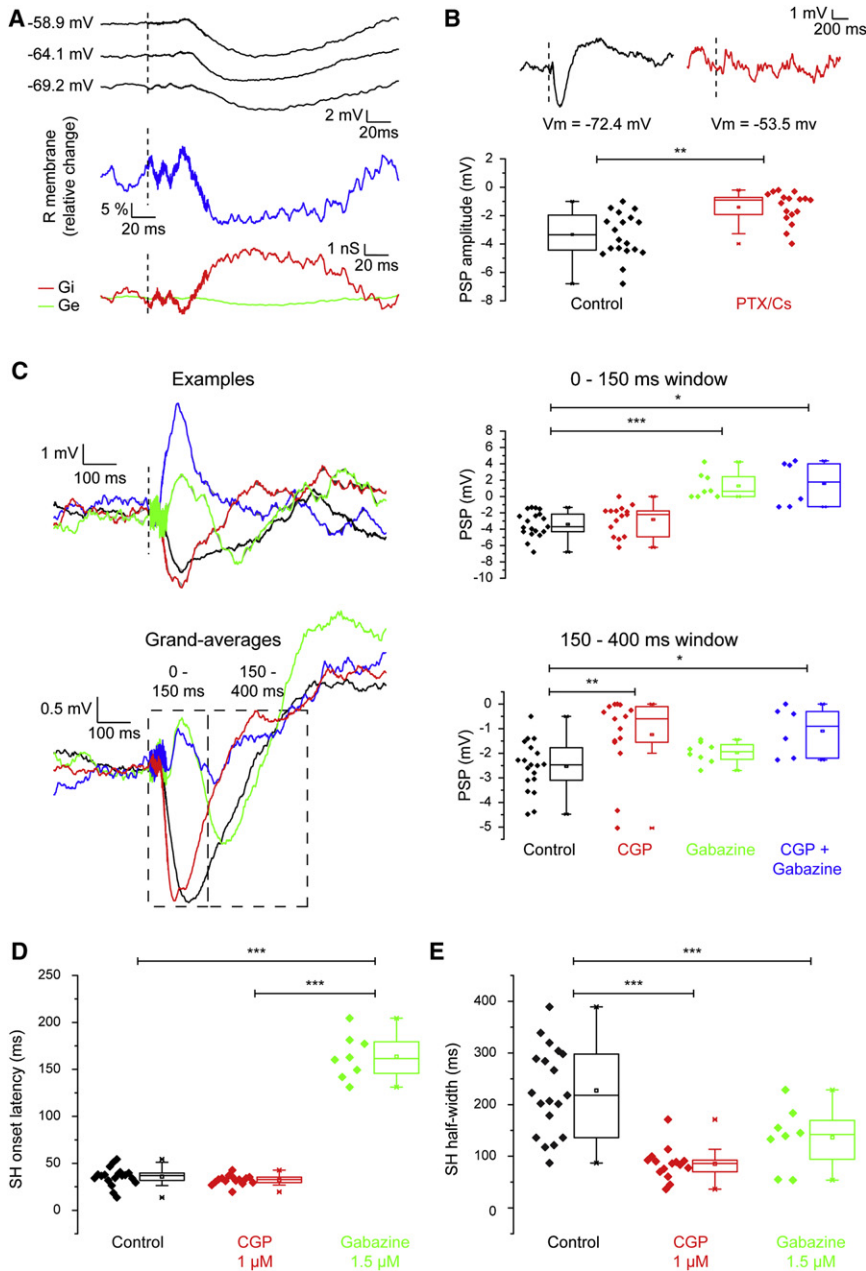 A
-58.9 mV
-64.1 mV
-69.2 mV
2 mV
20ms
R membrane
(relative change)
5 %
20 ms
1 nS
20 ms
Gi
Ge
B
1 mV
200 ms
Vm = -72.4 mV
Vm = -53.5 mv
**
PSP amplitude (mV)
2
0
-2
-4
-6
-8
Control
PTX/Cs
C
Examples
1 mV
100 ms
0 - 150 ms window
*
***
PSP (mV)
8
6
4
2
0
-2
-4
-6
-8
-10
Grand-averages
0 -
150 ms
150 -
400 ms
0.5 mV
100 ms
150 - 400 ms window
*
**
PSP (mV)
0
-1
-2
-3
-4
-5
Control
CGP
Gabazine
CGP +
Gabazine
D
***
***
SH onset latency (ms)
250
200
150
100
50
0
Control
CGP
1 µM
Gabazine
1.5 µM
E
***
***
SH half-width (ms)
400
300
200
100
0
Control
CGP
1 µM
Gabazine
1.5 µM